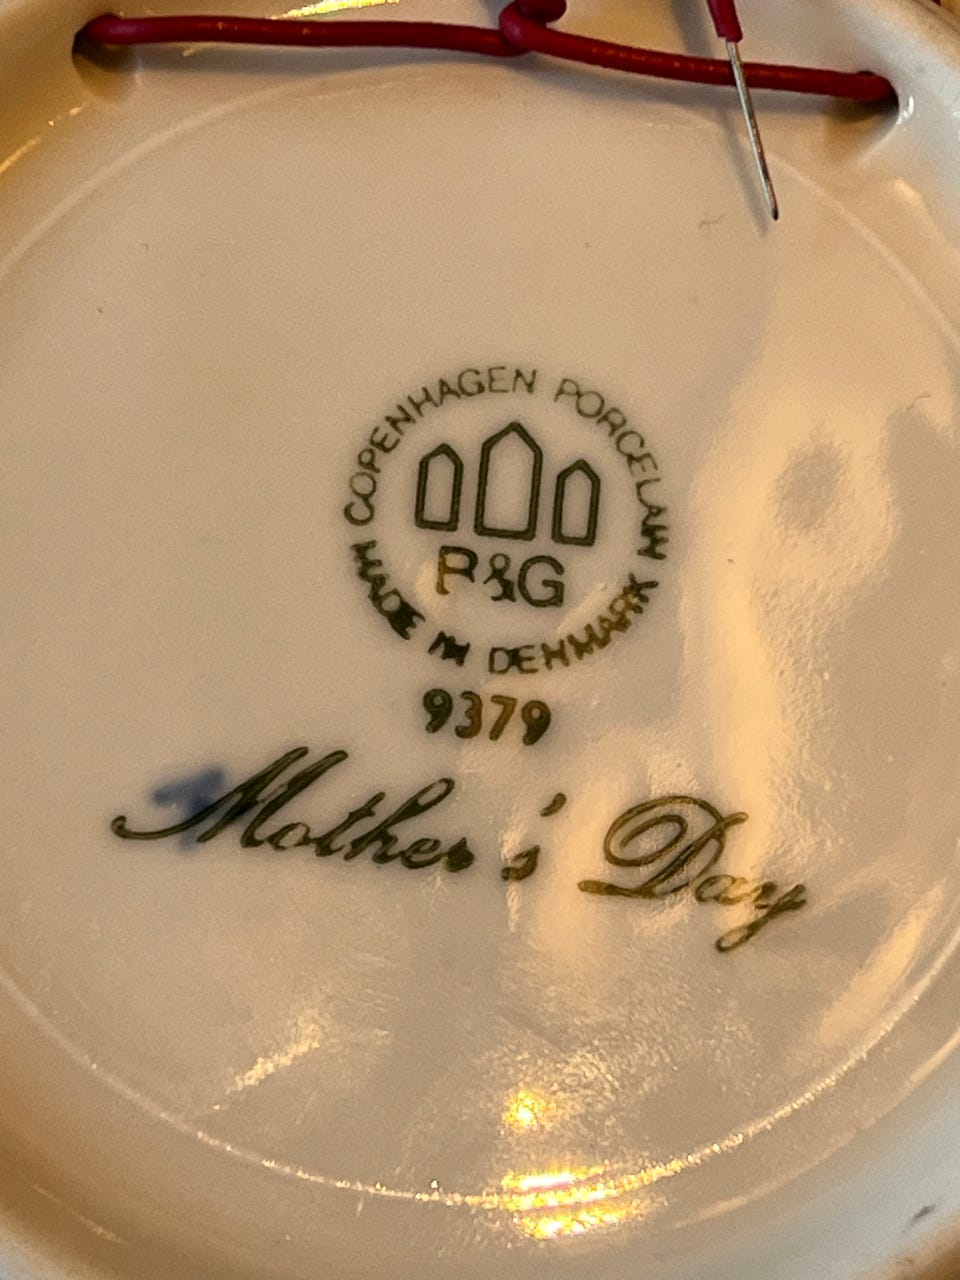 COPENHAGEN PORCELAIN
B&G
MADE IN DENMARK
9379
Mother's Day